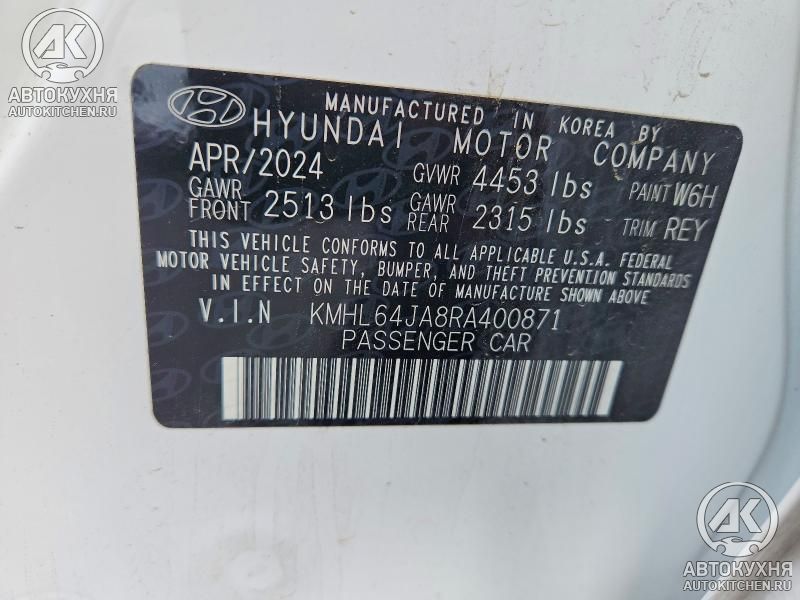 AK
АВТОКУХНЯ
AUTOKITCHEN.RU
MANUFACTURED IN KOREA BY
HYUNDAI MOTOR COMPANY
APR/2024 GVWR 4453 lbs PAINT W6H
GAWR FRONT 2513 lbs GAWR REAR 2315 lbs TRIM REY
THIS VEHICLE CONFORMS TO ALL APPLICABLE U.S.A. FEDERAL
MOTOR VEHICLE SAFETY, BUMPER, AND THEFT PREVENTION STANDARDS
IN EFFECT ON THE DATE OF MANUFACTURE SHOWN ABOVE
V.I.N KMHL64JA8RA400871
PASSENGER CAR
AK
АВТОКУХНЯ
AUTOKITCHEN.RU